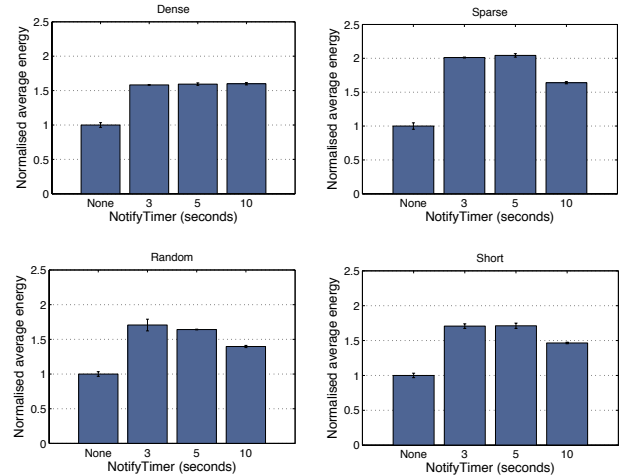 Dense
Normalised average energy
2.5
2
1.5
1
0.5
0
None 3 5 10
NotifyTimer (seconds)
Sparse
Normalised average energy
2.5
2
1.5
1
0.5
0
None 3 5 10
NotifyTimer (seconds)
Random
Normalised average energy
2.5
2
1.5
1
0.5
0
None 3 5 10
NotifyTimer (seconds)
Short
Normalised average energy
2.5
2
1.5
1
0.5
0
None 3 5 10
NotifyTimer (seconds)